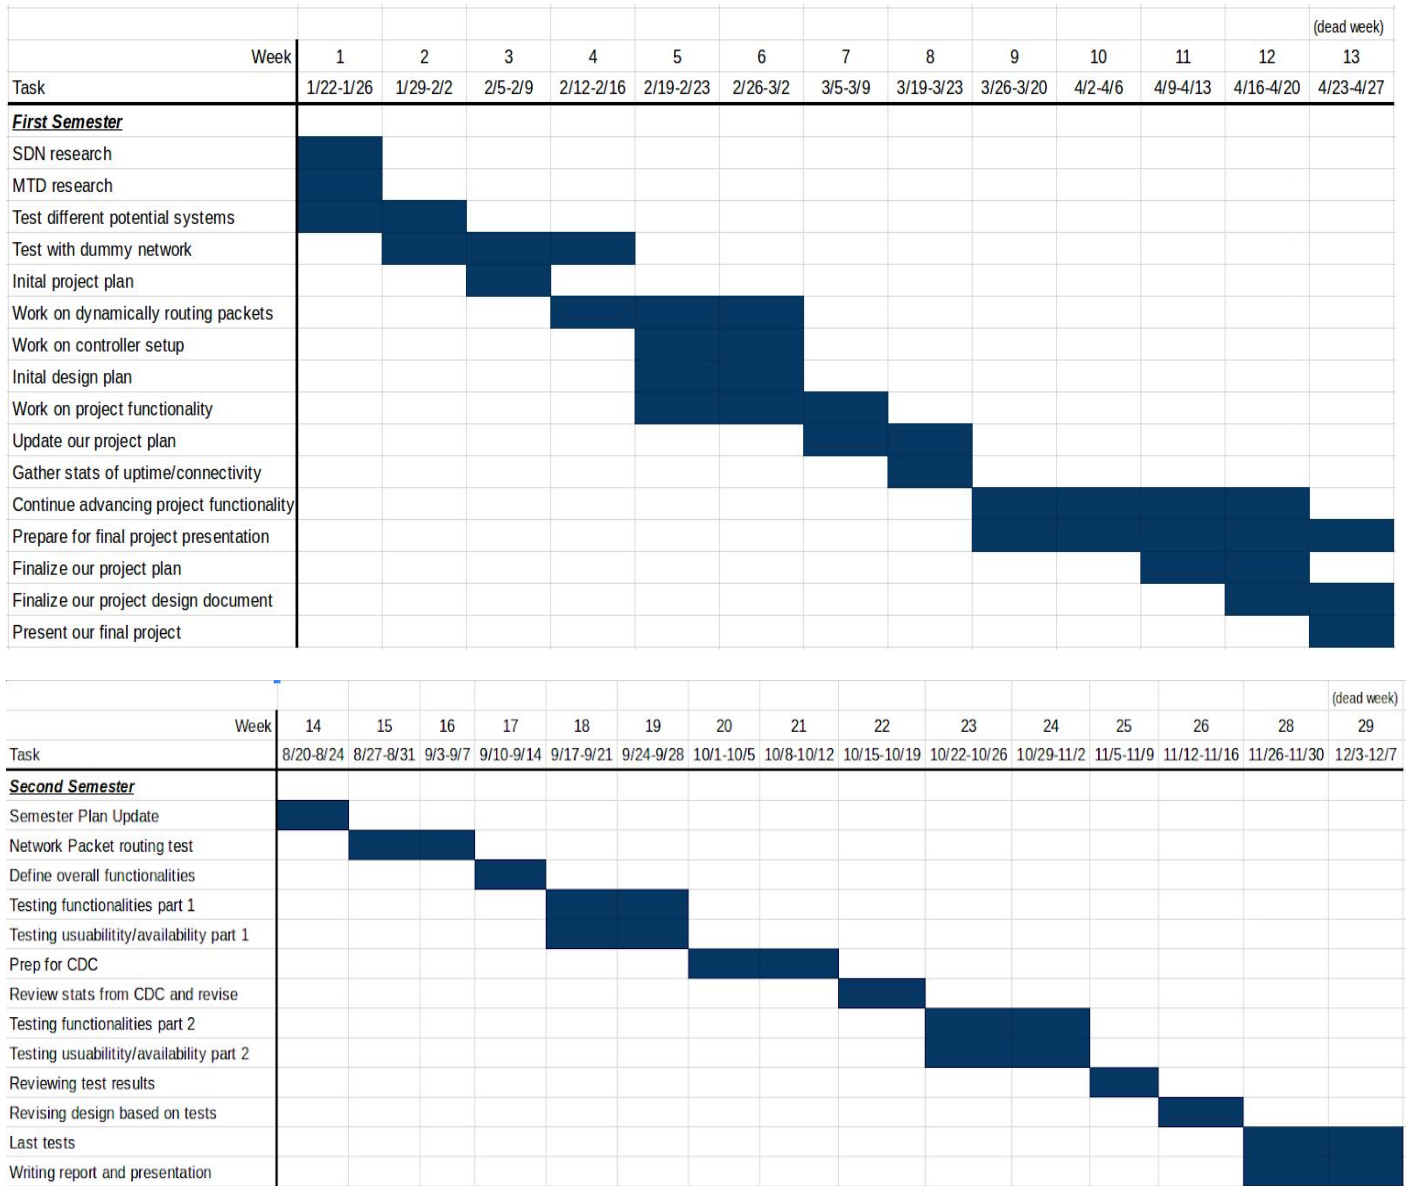 (dead week)
Week 1 2 3 4 5 6 7 8 9 10 11 12 13
Task 1/22-1/26 1/29-2/2 2/5-2/9 2/12-2/16 2/19-2/23 2/26-3/2 3/5-3/9 3/19-3/23 3/26-3/20 4/2-4/6 4/9-4/13 4/16-4/20 4/23-4/27
First Semester
SDN research
MTD research
Test different potential systems
Test with dummy network
Inital project plan
Work on dynamically routing packets
Work on controller setup
Inital design plan
Work on project functionality
Update our project plan
Gather stats of uptime/connectivity
Continue advancing project functionality
Prepare for final project presentation
Finalize our project plan
Finalize our project design document
Present our final project
(dead week)
Week 14 15 16 17 18 19 20 21 22 23 24 25 26 28 29
Task 8/20-8/24 8/27-8/31 9/3-9/7 9/10-9/14 9/17-9/21 9/24-9/28 10/1-10/5 10/8-10/12 10/15-10/19 10/22-10/26 10/29-11/2 11/5-11/9 11/12-11/16 11/26-11/30 12/3-12/7
Second Semester
Semester Plan Update
Network Packet routing test
Define overall functionalities
Testing functionalities part 1
Testing usuabilitity/availability part 1
Prep for CDC
Review stats from CDC and revise
Testing functionalities part 2
Testing usuabilitity/availability part 2
Reviewing test results
Revising design based on tests
Last tests
Writing report and presentation